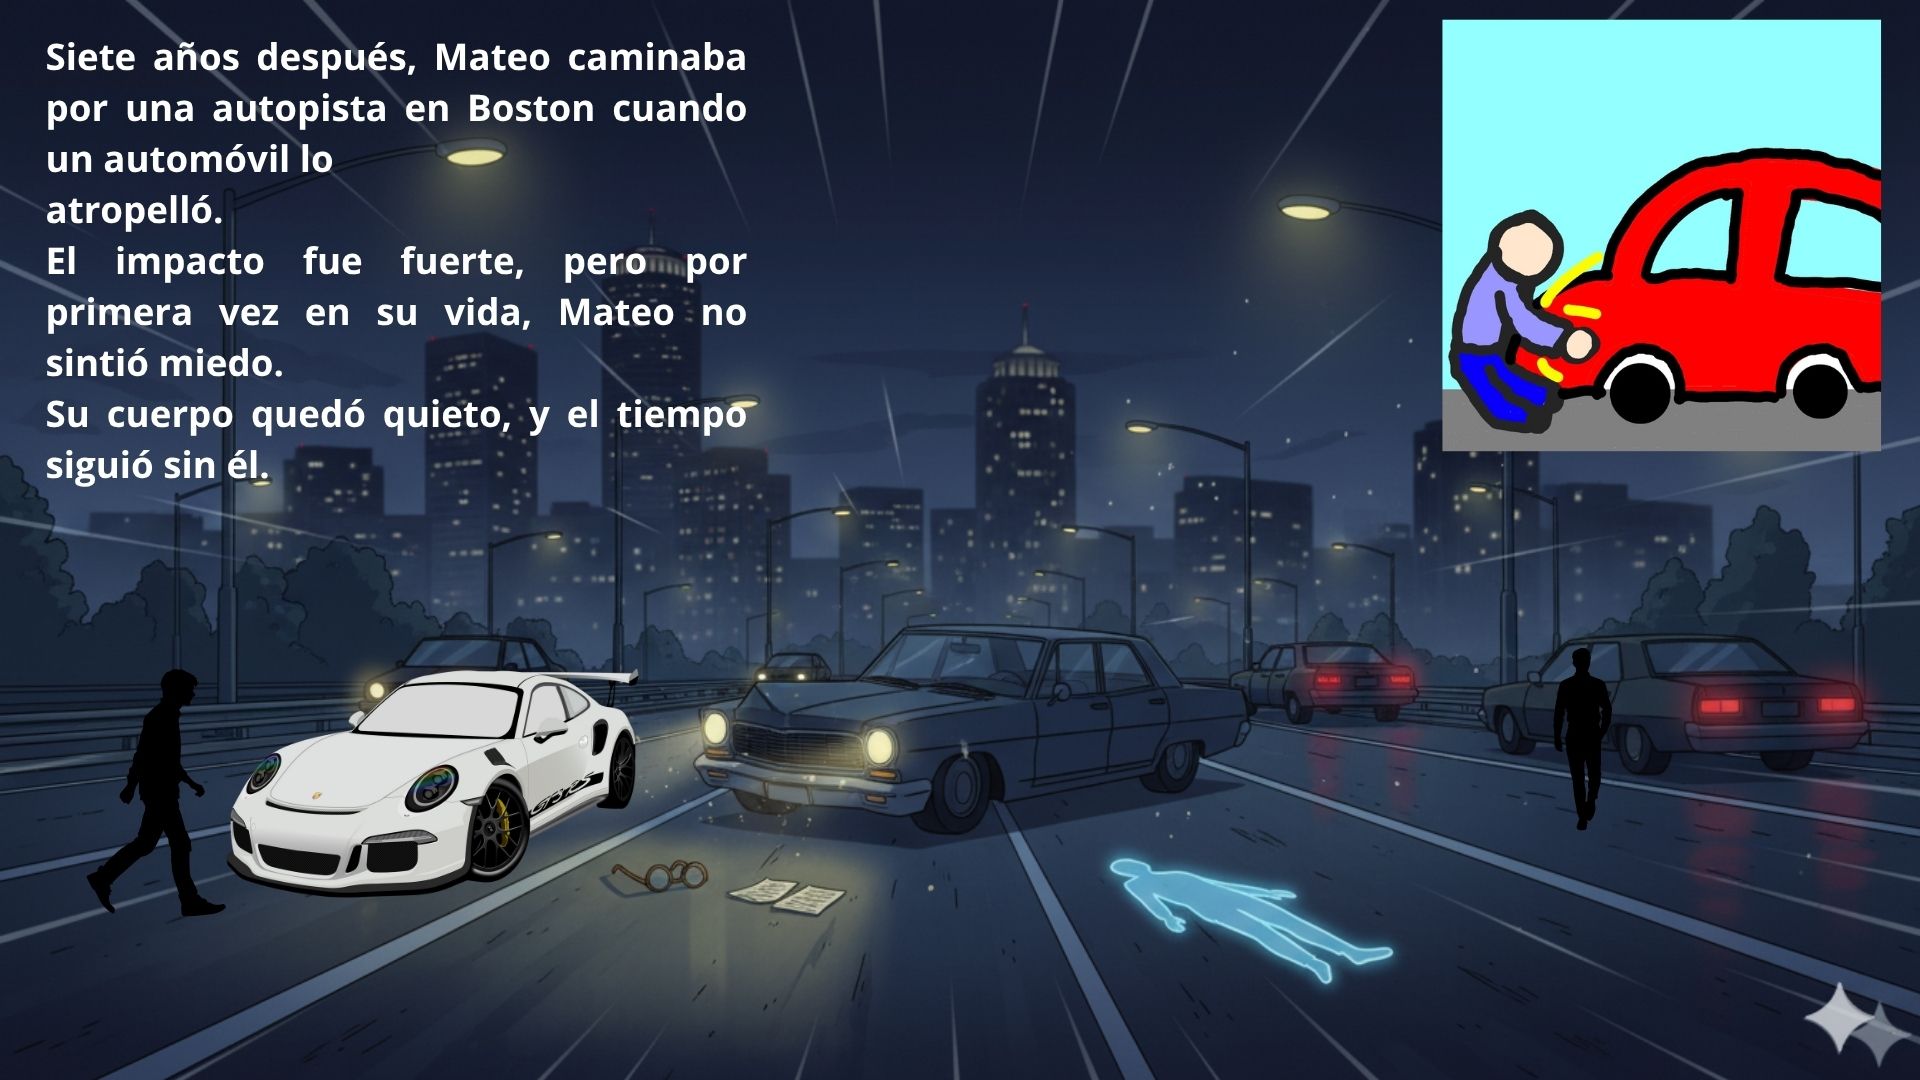 Siete años después, Mateo caminaba
por una autopista en Boston cuando
un automóvil lo
atropelló.
El impacto fue fuerte, pero por
primera vez en su vida, Mateo no
sintió miedo.
Su cuerpo quedó quieto, y el tiempo
siguió sin él.
GT3 RS